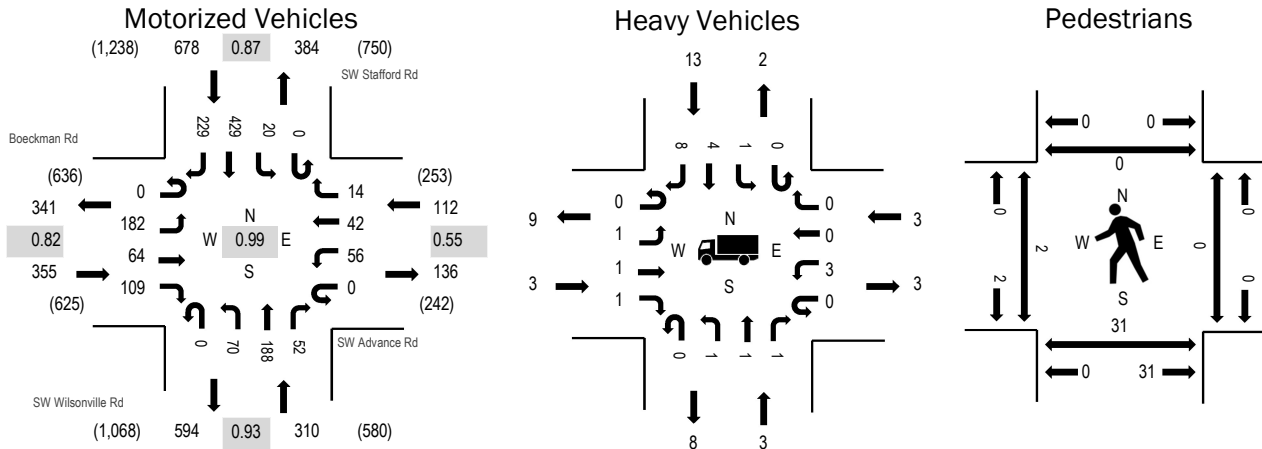 Motorized Vehicles
(1,238) 678 0.87 384 (750)
SW Stafford Rd
229 429 20 0
Boeckman Rd
(636) 0 14 (253)
341 182 42 112
N
0.82 W 0.99 E 0.55
S
355 64 56 136
(625) 109 0 (242)
0 70 188 52
SW Advance Rd
SW Wilsonville Rd
(1,068) 594 0.93 310 (580)
Heavy Vehicles
13 2
8 4 1 0
0 0
9 1 0 3
N
W E
S
3 1 3 3
1 0
0 1 1 1
8 3
Pedestrians
0 0
0
0 2 0
N
W E
0
S
2 0
31
0 31